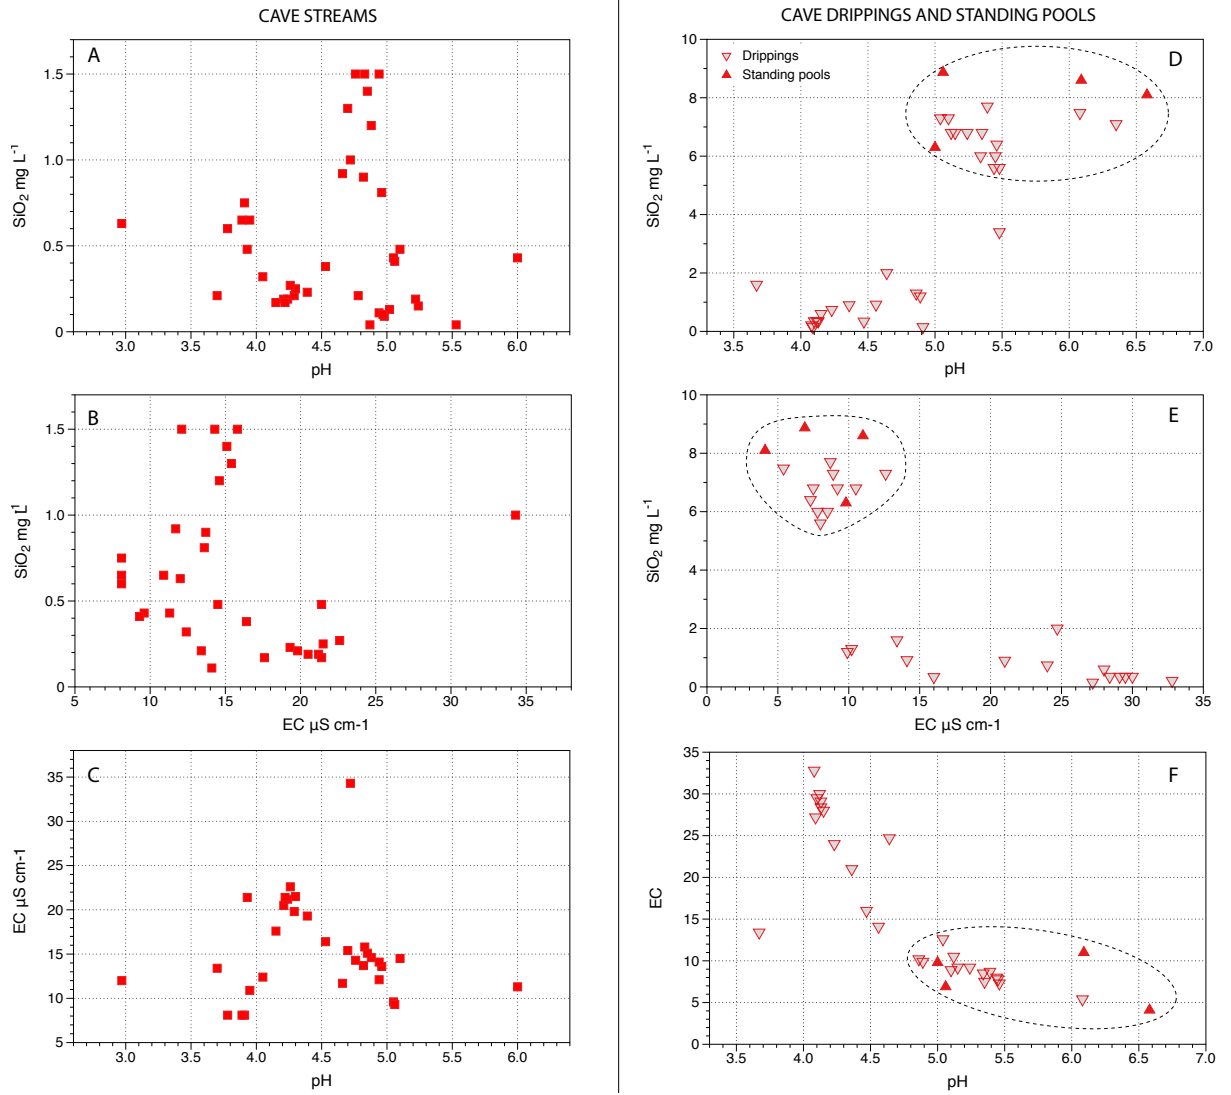 CAVE STREAMS
CAVE DRIPPINGS AND STANDING POOLS
A
1.5
1.0
0.5
0
SiO2 mg L-1
3.0 4.0 4.5 5.0 5.5 6.0
pH
D
Drippings
Standing pools
10
8
6
4
2
0
SiO2 mg L-1
3.5 4.0 4.5 5.0 5.5 6.0 6.5 7.0
pH
B
1.5
1.0
0.5
0
SiO2 mg L1
5 10 15 20 25 30 35
EC µS cm-1
E
10
8
6
4
2
0
SiO2 mg L-1
0 5 10 15 20 25 30 35
EC µS cm-1
C
35
30
25
20
15
10
5
EC µS cm-1
3.0 4.0 4.5 5.0 5.5 6.0
pH
F
35
30
25
20
15
10
5
0
EC
3.5 4.0 4.5 5.0 5.5 6.0 6.5 7.0
pH